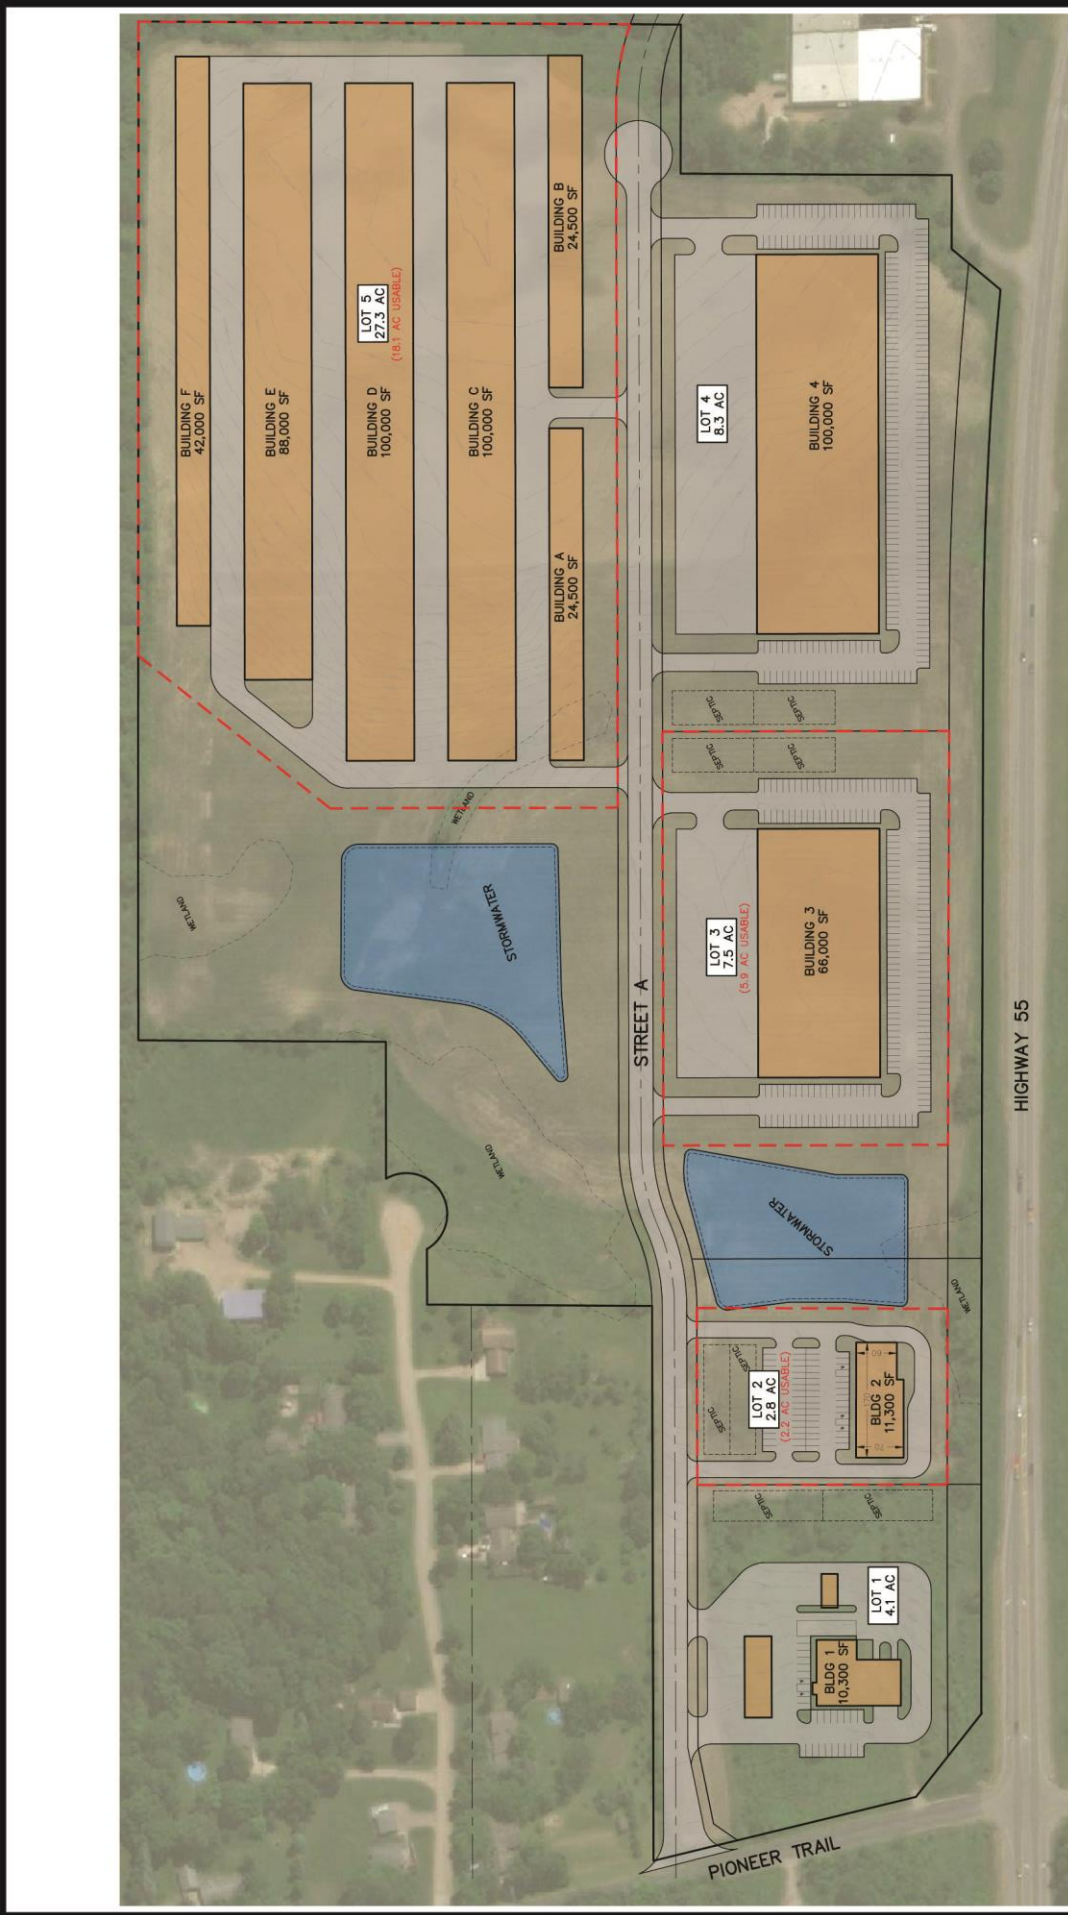 BUILDING F
42,000 SF
BUILDING E
88,000 SF
BUILDING D
100,000 SF
LOT 5
27.3 AC
(18.1 AC USABLE)
BUILDING C
100,000 SF
BUILDING B
24,500 SF
BUILDING A
24,500 SF
LOT 4
8.3 AC
BUILDING 4
100,000 SF
SEPTIC
SEPTIC
SEPTIC
SEPTIC
WETLAND
WETLAND
STORMWATER
STREET A
LOT 3
7.5 AC
(5.9 AC USABLE)
BUILDING 3
66,000 SF
HIGHWAY 55
WETLAND
STORMWATER
WETLAND
SEPTIC
SEPTIC
LOT 2
2.8 AC
(2.2 AC USABLE)
60
170
70
BLDG 2
11,300 SF
SEPTIC
SEPTIC
LOT 1
4.1 AC
BLDG 1
10,300 SF
PIONEER TRAIL